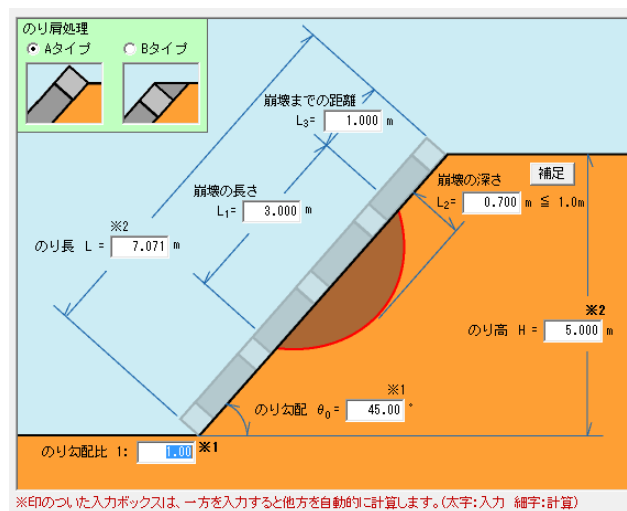 のり肩処理
Aタイプ Bタイプ
崩壊までの距離
L₃= 1.000 m
崩壊の深さ 補足
L₂= 0.700 m ≦ 1.0m
崩壊の長さ
L₁= 3.000 m
※2
のり長 L = 7.071 m
※2
のり高 H = 5.000 m
※1
のり勾配 θ₀= 45.00 °
のり勾配比 1: 1.00 ※1
※印のついた入力ボックスは、一方を入力すると他方を自動的に計算します。(太字:入力 細字:計算)